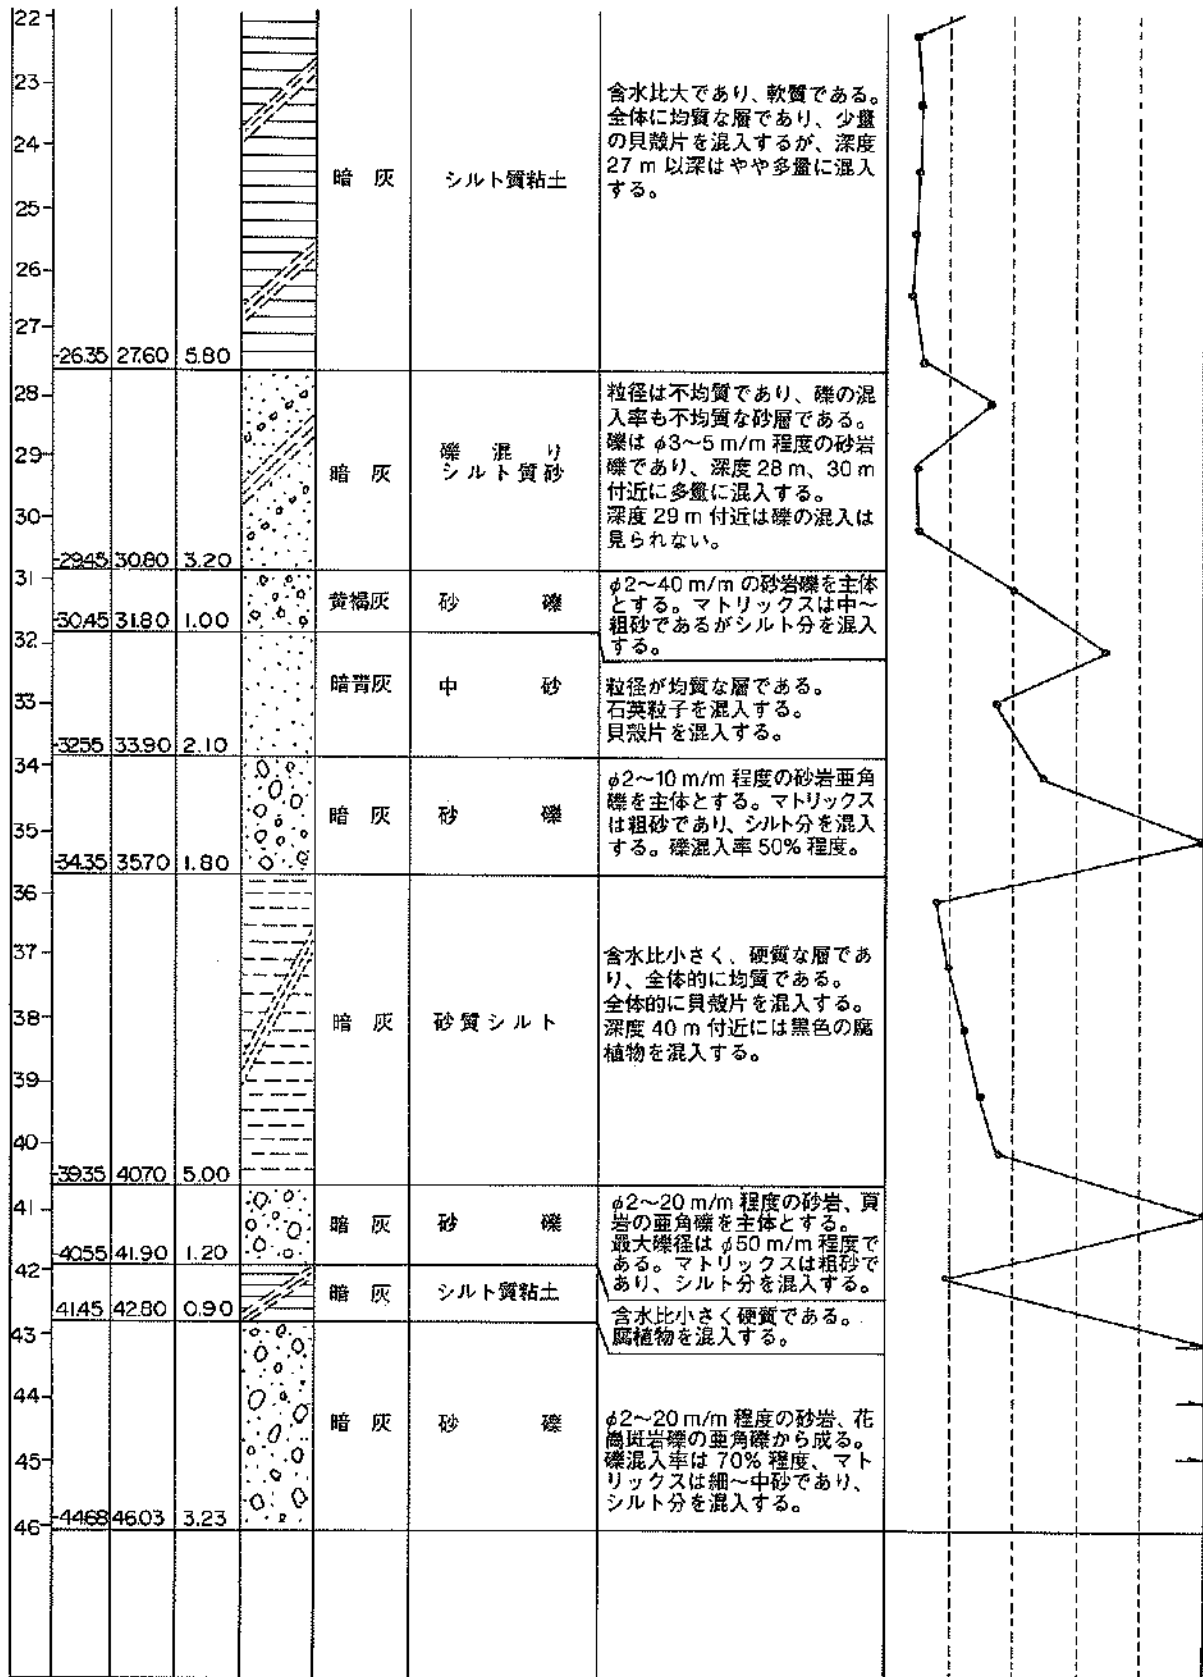 22
23
24
25
26
27
-26.35 27.60 5.80
暗 灰
シルト質粘土
含水比大であり、軟質である。
全体に均質な層であり、少量
の貝殻片を混入するが、深度
27 m 以深はやや多量に混入
する。
28
29
30
-29.45 30.80 3.20
暗 灰
礫 混 り
シルト質砂
粒径は不均質であり、礫の混
入率も不均質な砂層である。
礫は φ3〜5 m/m 程度の砂岩
礫であり、深度 28 m、30 m
付近に多量に混入する。
深度 29 m 付近は礫の混入は
見られない。
31
-30.45 31.80 1.00
黄褐灰
砂 礫
φ2〜40 m/m の砂岩礫を主体
とする。マトリックスは中〜
粗砂であるがシルト分を混入
する。
32
33
-32.55 33.90 2.10
暗青灰
中 砂
粒径が均質な層である。
石英粒子を混入する。
貝殻片を混入する。
34
35
-34.35 35.70 1.80
暗 灰
砂 礫
φ2〜10 m/m 程度の砂岩亜角
礫を主体とする。マトリックス
は粗砂であり、シルト分を混入
する。礫混入率 50% 程度。
36
37
38
39
40
-39.35 40.70 5.00
暗 灰
砂質シルト
含水比小さく、硬質な層であ
り、全体的に均質である。
全体的に貝殻片を混入する。
深度 40 m 付近には黒色の腐
植物を混入する。
41
-40.55 41.90 1.20
暗 灰
砂 礫
φ2〜20 m/m 程度の砂岩、頁
岩の亜角礫を主体とする。
最大礫径は φ50 m/m 程度で
ある。マトリックスは粗砂で
あり、シルト分を混入する。
42
-41.45 42.80 0.90
暗 灰
シルト質粘土
含水比小さく硬質である。
腐植物を混入する。
43
44
45
46
-44.68 46.03 3.23
暗 灰
砂 礫
φ2〜20 m/m 程度の砂岩、花
崗斑岩礫の亜角礫から成る。
礫混入率は 70% 程度、マト
リックスは細〜中砂であり、
シルト分を混入する。